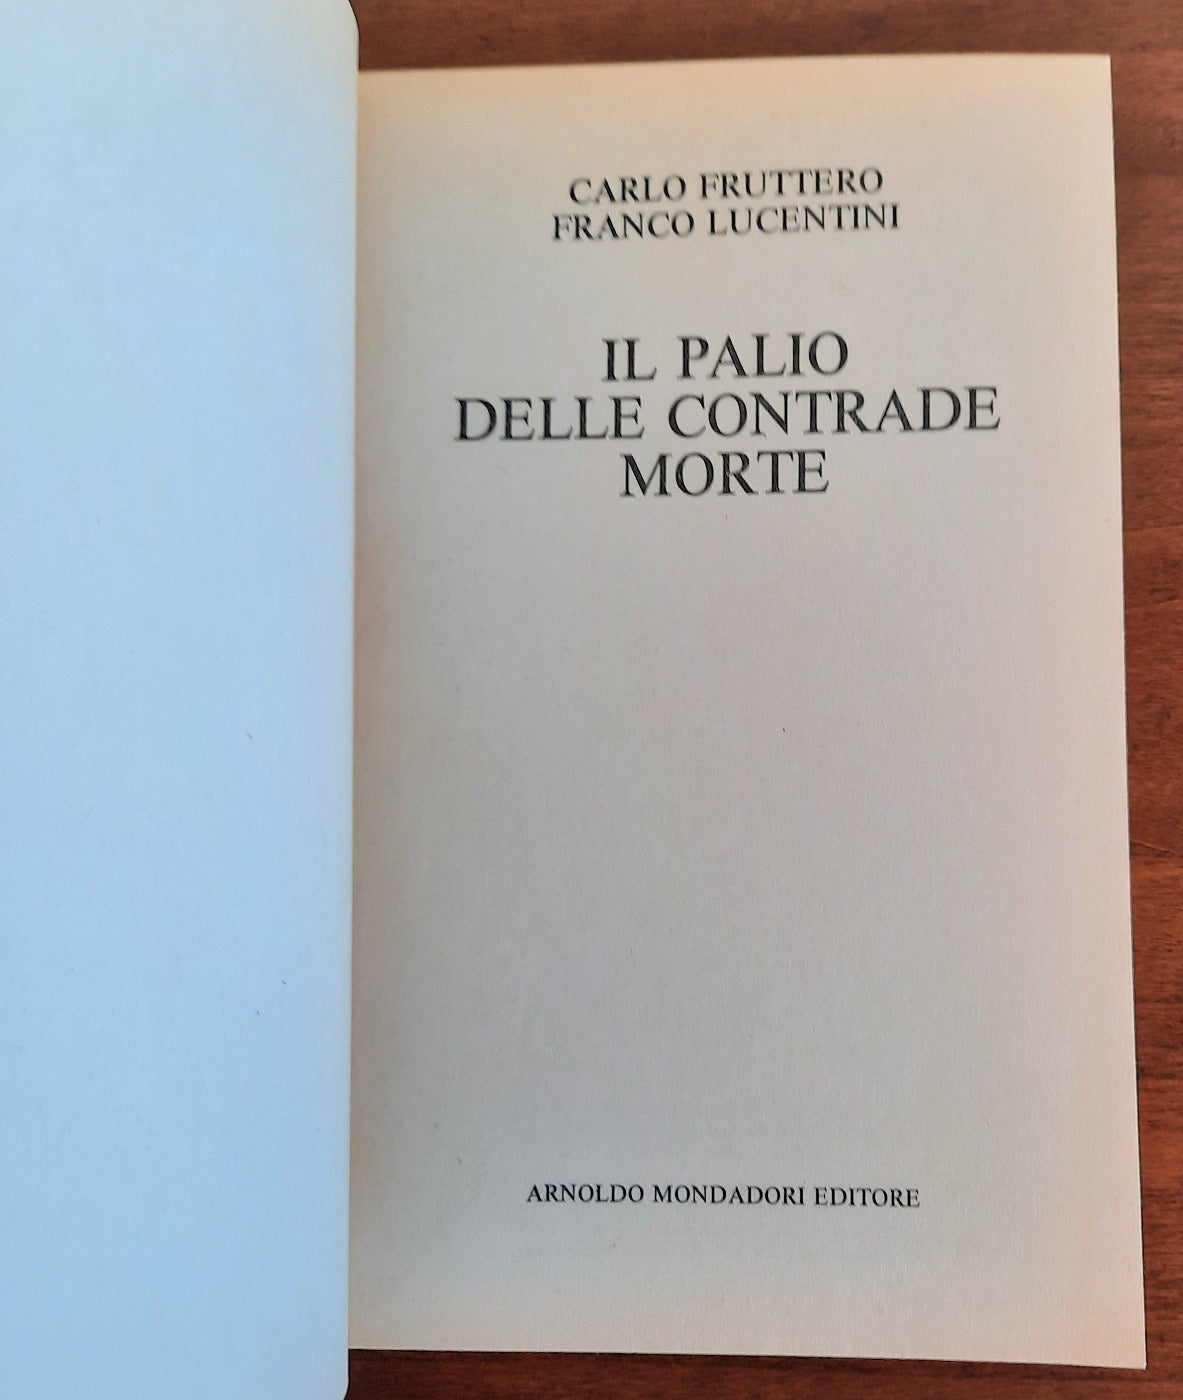 CARLO FRUTTERO
FRANCO LUCENTINI
IL PALIO
DELLE CONTRADE
MORTE
ARNOLDO MONDADORI EDITORE